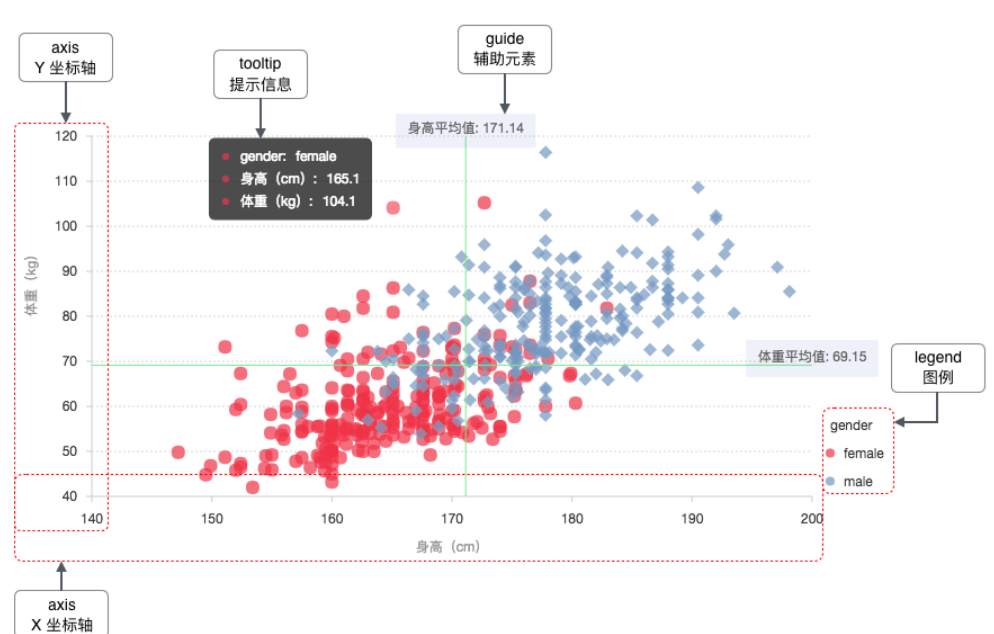 axis
Y 坐标轴
tooltip
提示信息
guide
辅助元素
身高平均值: 171.14
120
110
100
90
80
70
60
50
40
体重（kg）
gender: female
身高（cm）: 165.1
体重（kg）: 104.1
体重平均值: 69.15
legend
图例
gender
female
male
140
150
160
170
180
190
200
身高（cm）
axis
X 坐标轴